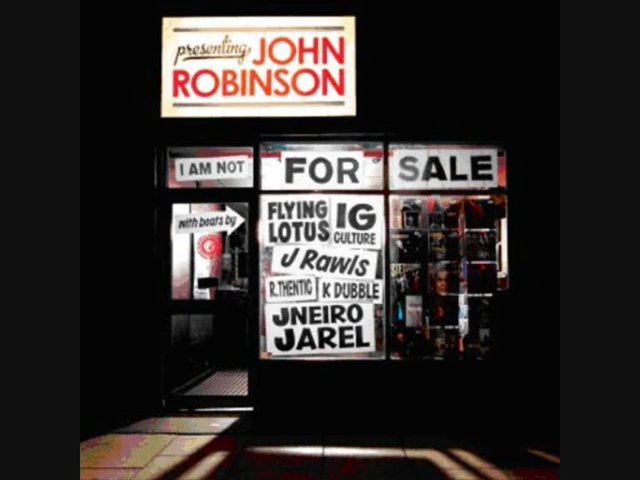 presenting JOHN
ROBINSON
I AM NOT
FOR
SALE
with beats by
FLYING
LOTUS
IG
CULTURE
J RAWLS
R.THENTIC
K DUBBLE
JNEIRO
JAREL